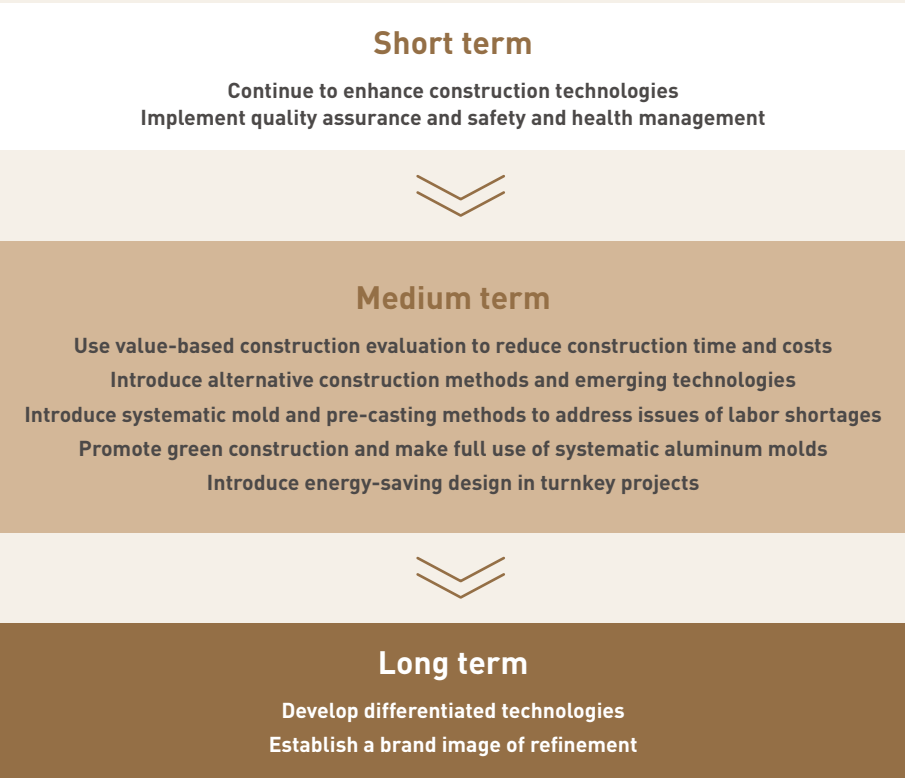 Short term
Continue to enhance construction technologies
Implement quality assurance and safety and health management
Medium term
Use value-based construction evaluation to reduce construction time and costs
Introduce alternative construction methods and emerging technologies
Introduce systematic mold and pre-casting methods to address issues of labor shortages
Promote green construction and make full use of systematic aluminum molds
Introduce energy-saving design in turnkey projects
Long term
Develop differentiated technologies
Establish a brand image of refinement